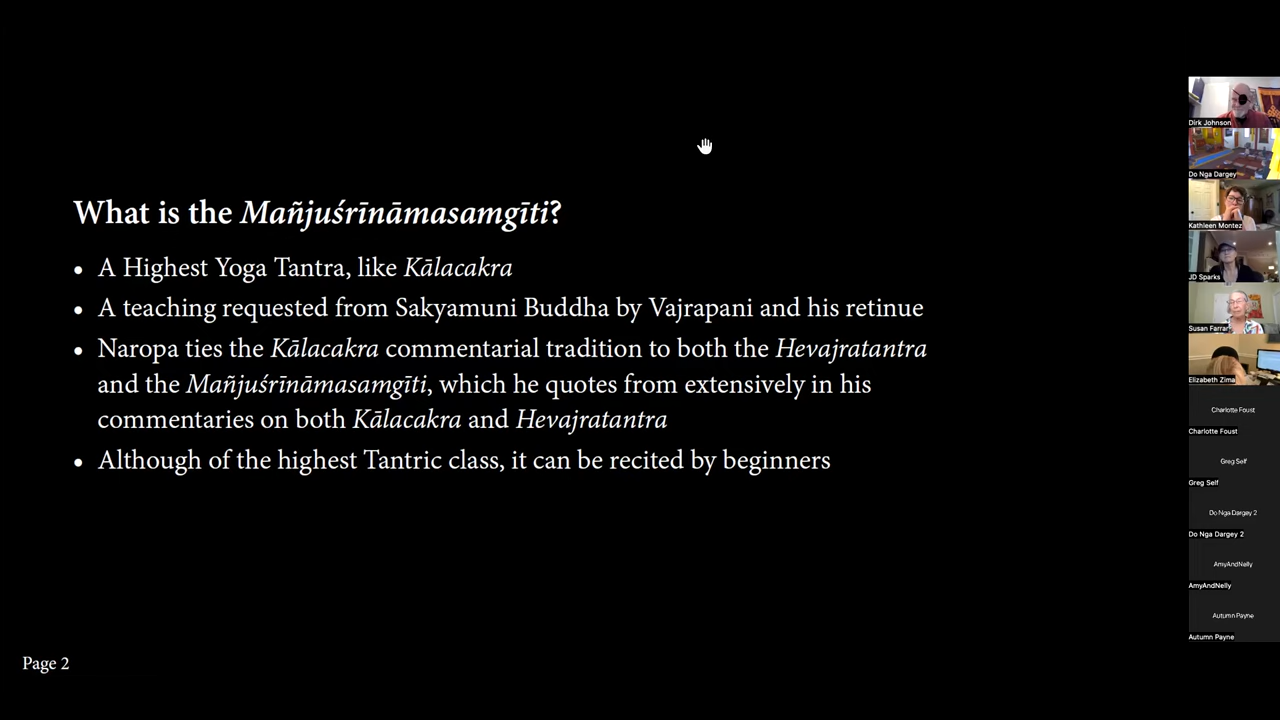 What is the Mañjuśrīnāmasamgīti?
• A Highest Yoga Tantra, like Kālacakra
• A teaching requested from Sakyamuni Buddha by Vajrapani and his retinue
• Naropa ties the Kālacakra commentarial tradition to both the Hevajratantra
and the Mañjuśrīnāmasamgīti, which he quotes from extensively in his
commentaries on both Kālacakra and Hevajratantra
• Although of the highest Tantric class, it can be recited by beginners
Page 2
Dirk Johnson
Do Nga Dargey
Kathleen Montez
JD Sparks
Susan Farrar
Elizabeth Zima
Charlotte Foust
Charlotte Foust
Greg Self
Greg Self
Do Nga Dargey 2
Do Nga Dargey 2
AmyAndNelly
AmyAndNelly
Autumn Payne
Autumn Payne